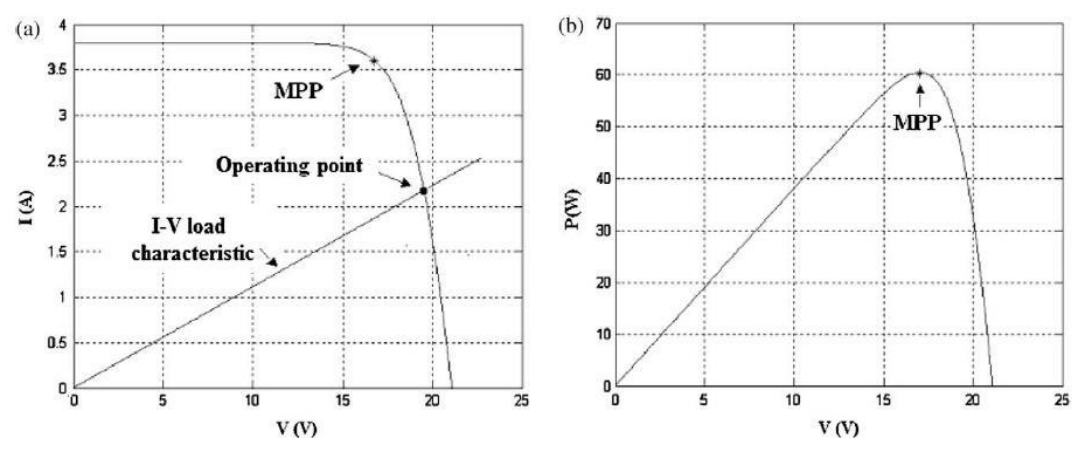 (a)
4
3.5
3
2.5
2
1.5
1
0.5
0
I (A)
MPP
Operating point
I-V load
characteristic
0 5 10 15 20 25
V (V)
(b)
70
60
50
40
30
20
10
0
P(W)
MPP
0 5 10 15 20 25
V (V)